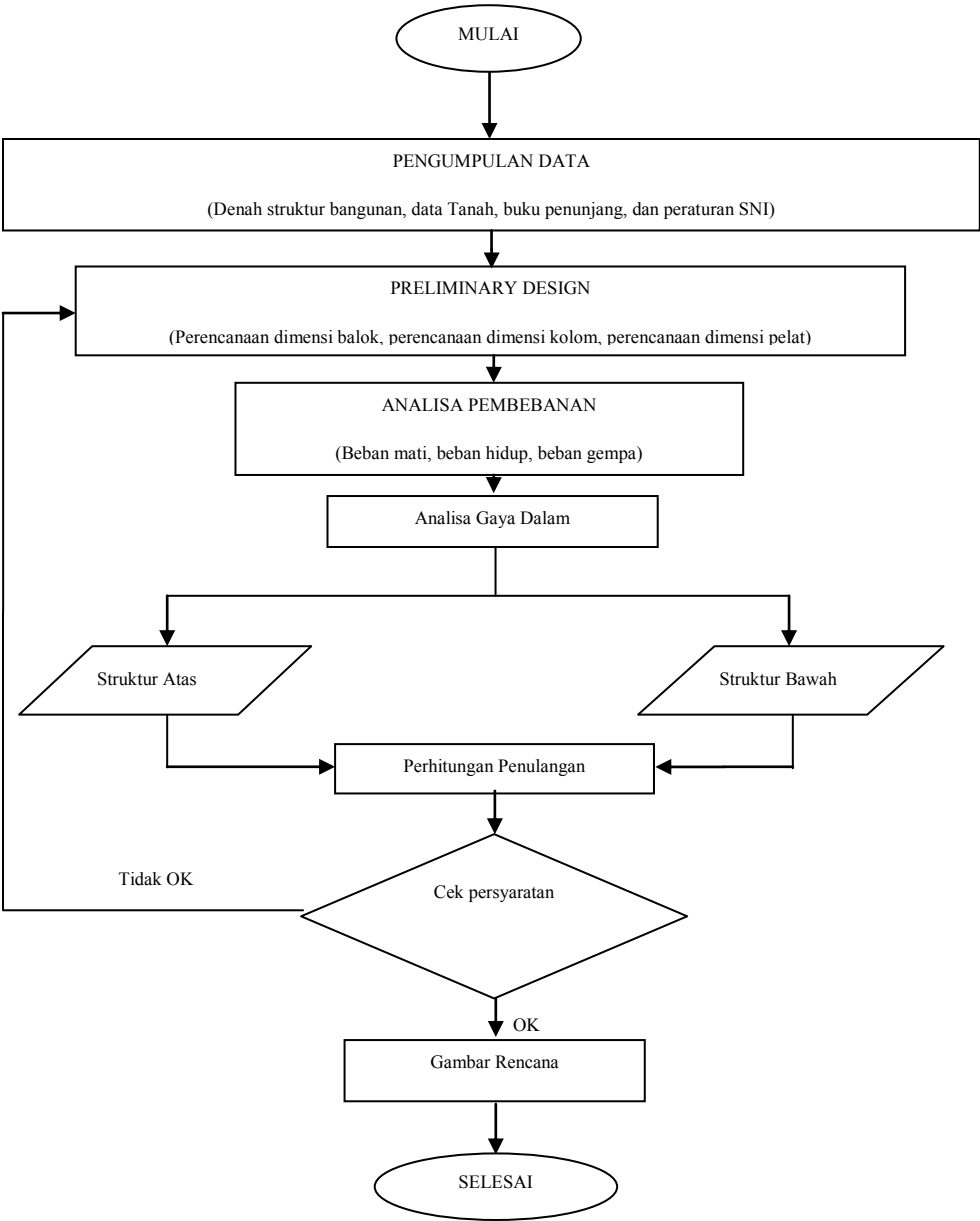 MULAI
PENGUMPULAN DATA
(Denah struktur bangunan, data Tanah, buku penunjang, dan peraturan SNI)
PRELIMINARY DESIGN
(Perencanaan dimensi balok, perencanaan dimensi kolom, perencanaan dimensi pelat)
ANALISA PEMBEBANAN
(Beban mati, beban hidup, beban gempa)
Analisa Gaya Dalam
Struktur Atas
Struktur Bawah
Perhitungan Penulangan
Tidak OK
Cek persyaratan
OK
Gambar Rencana
SELESAI